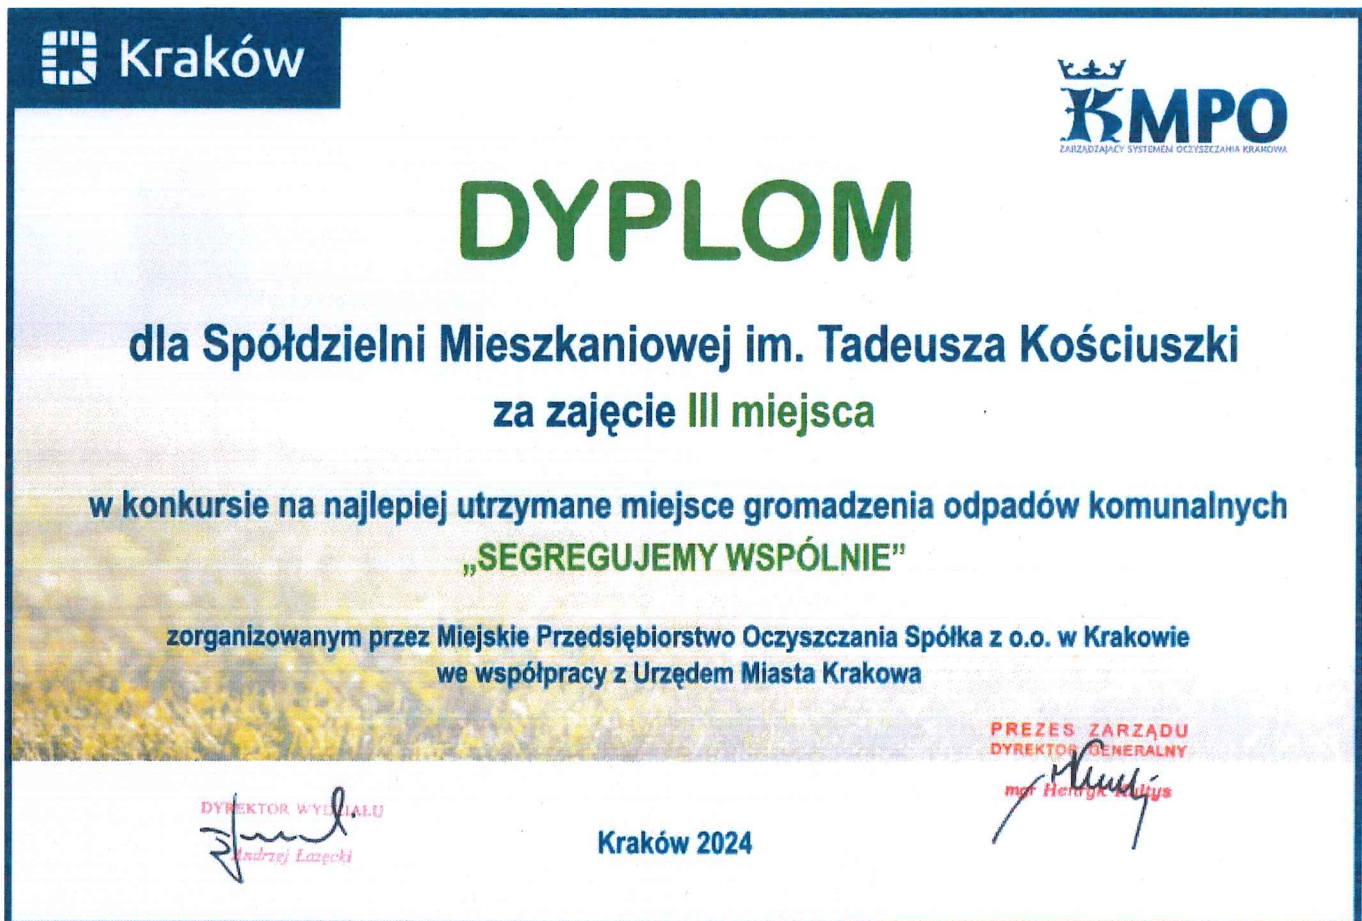 Kraków
KMPO
ZARZĄDZAJĄCY SYSTEMEM OCZYSZCZANIA KRAKOWA
DYPLOM
dla Spółdzielni Mieszkaniowej im. Tadeusza Kościuszki
za zajęcie III miejsca
w konkursie na najlepiej utrzymane miejsce gromadzenia odpadów komunalnych
„SEGREGUJEMY WSPÓLNIE”
zorganizowanym przez Miejskie Przedsiębiorstwo Oczyszczania Spółka z o.o. w Krakowie
we współpracy z Urzędem Miasta Krakowa
PREZES ZARZĄDU
DYREKTOR GENERALNY
mgr Henryk Kultys
DYREKTOR WYDZIAŁU
Andrzej Łazęcki
Kraków 2024